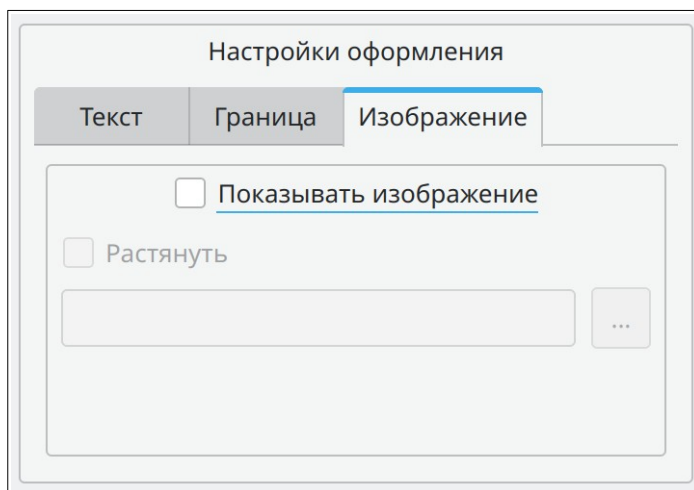 Настройки оформления
Текст Граница Изображение
Показывать изображение
Растянуть
...